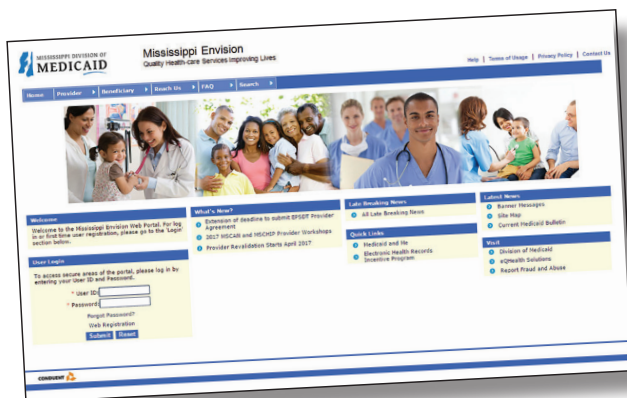 MISSISSIPPI DIVISION OF
MEDICAID
Mississippi Envision
Quality Health-care Services Improving Lives
Help | Terms of Usage | Privacy Policy | Contact Us
Home Provider Beneficiary Reach Us FAQ Search
Welcome
Welcome to the Mississippi Envision Web Portal. For log
in or first time user registration, please go to the 'Login'
section below.
User Login
To access secure areas of the portal, please log in by
entering your User ID and Password.
* User ID:
* Password:
Forgot Password?
Web Registration
Submit Reset
What's New?
Extension of deadline to submit EPSDT Provider
Agreement
2017 MSCAN and MSCHIP Provider Workshops
Provider Revalidation Starts April 2017
Late Breaking News
All Late Breaking News
Quick Links
Medicaid and Me
Electronic Health Records
Incentive Program
Latest News
Banner Messages
Site Map
Current Medicaid Bulletin
Visit
Division of Medicaid
eQHealth Solutions
Report Fraud and Abuse
CONDUENT